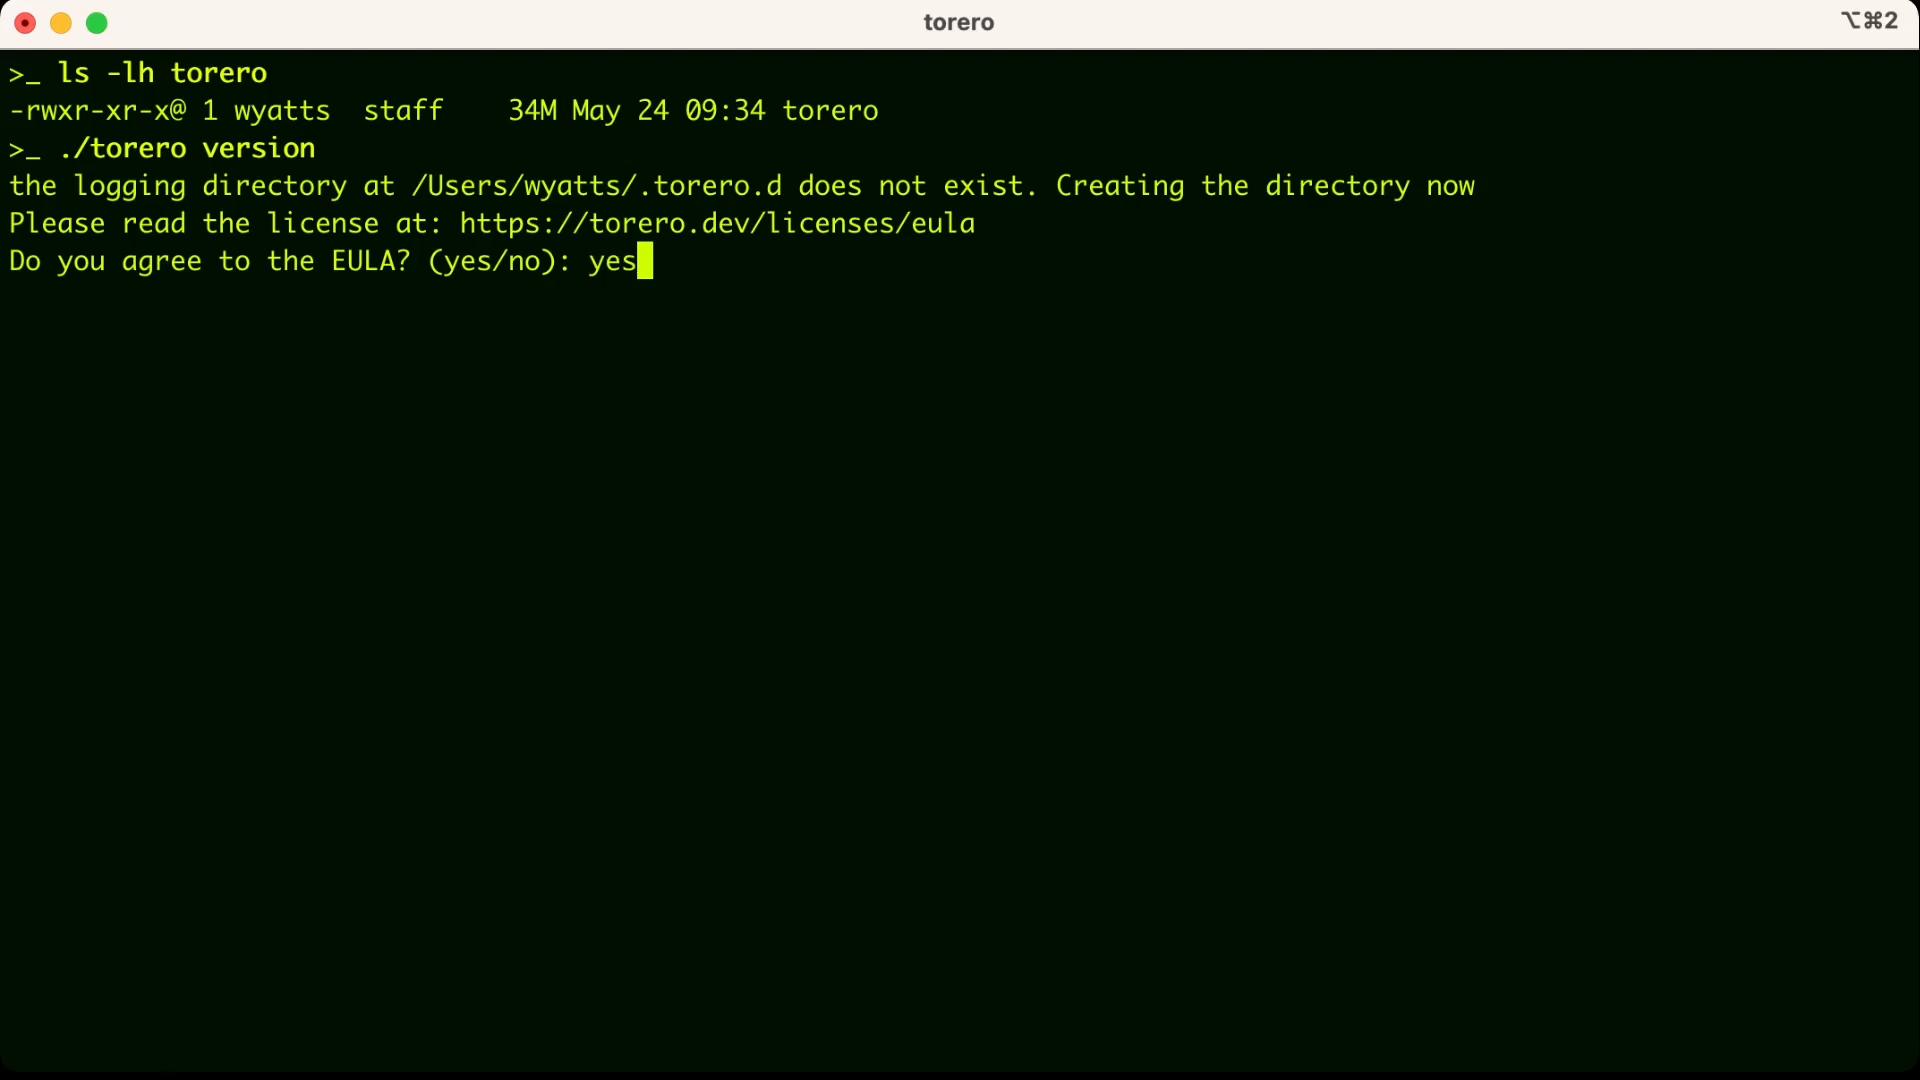 torero
⌥⌘2
>_ ls -lh torero
-rwxr-xr-x@ 1 wyatts  staff    34M May 24 09:34 torero
>_ ./torero version
the logging directory at /Users/wyatts/.torero.d does not exist. Creating the directory now
Please read the license at: https://torero.dev/licenses/eula
Do you agree to the EULA? (yes/no): yes